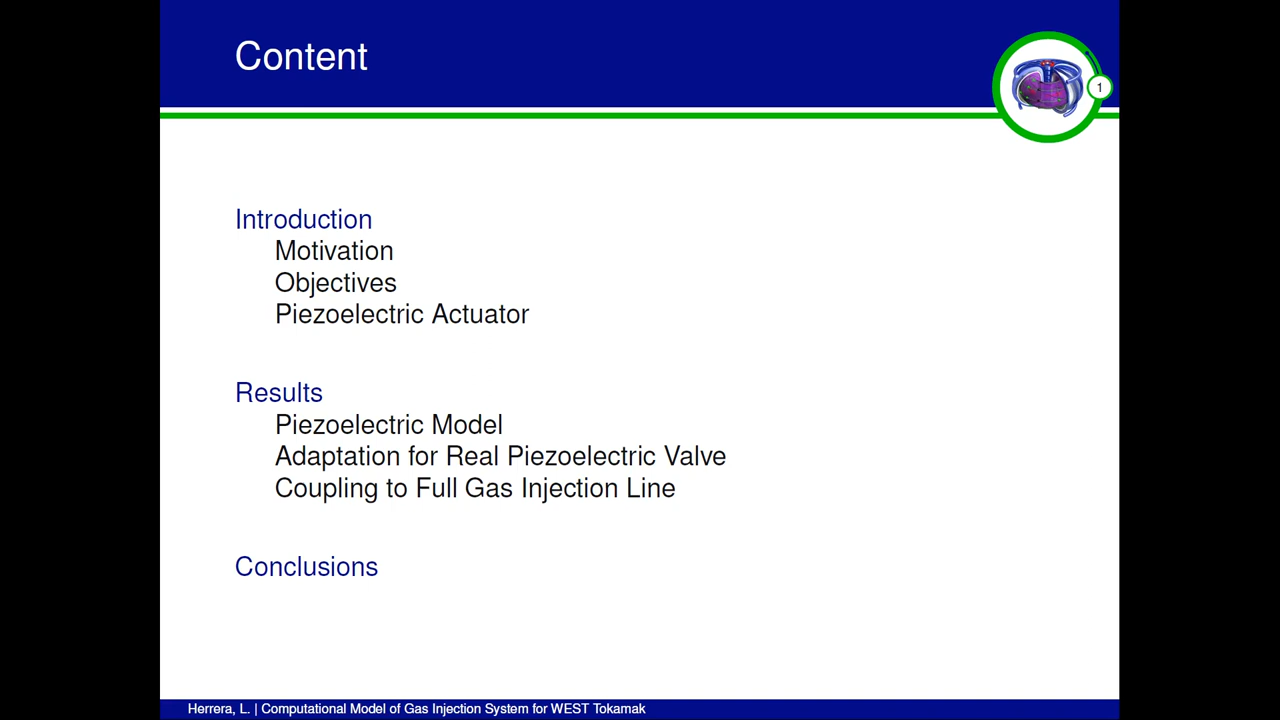 Content
1
Introduction
Motivation
Objectives
Piezoelectric Actuator
Results
Piezoelectric Model
Adaptation for Real Piezoelectric Valve
Coupling to Full Gas Injection Line
Conclusions
Herrera, L. | Computational Model of Gas Injection System for WEST Tokamak